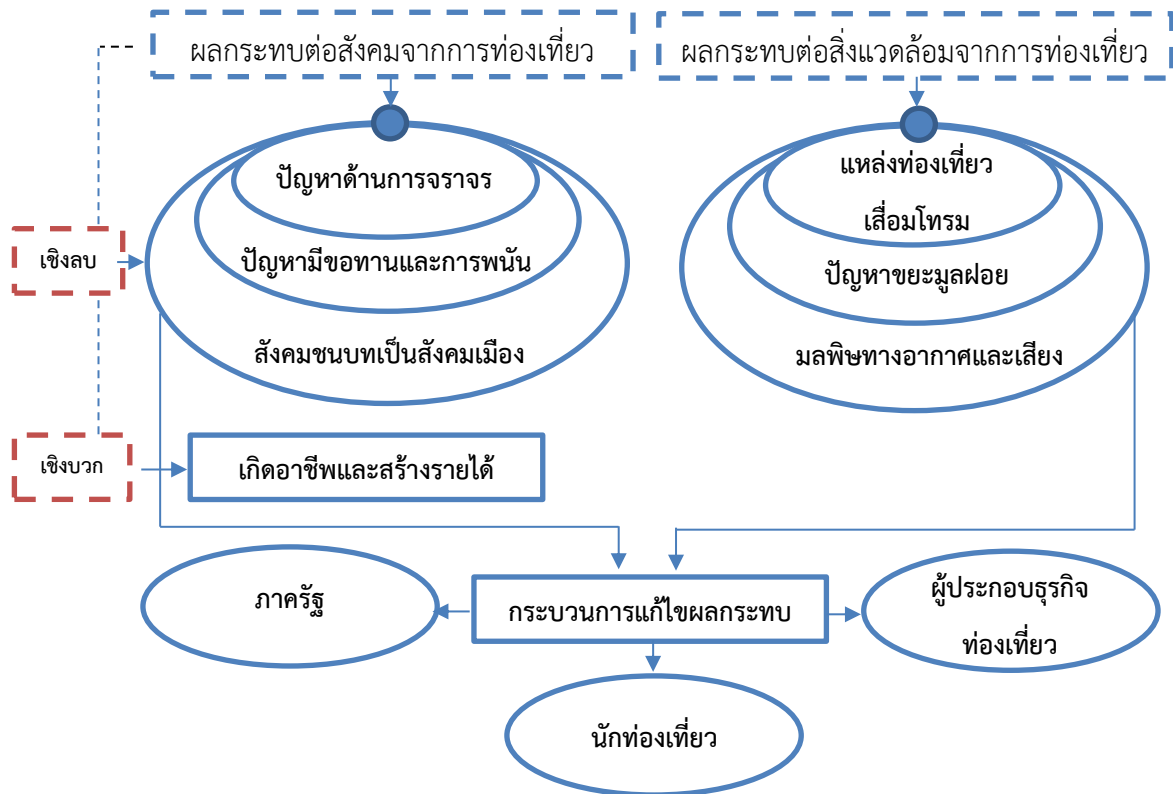 ผลกระทบต่อสังคมจากการท่องเที่ยว
ผลกระทบต่อสิ่งแวดล้อมจากการท่องเที่ยว
ปัญหาด้านการจราจร
ปัญหามีขอทานและการพนัน
สังคมชนบทเป็นสังคมเมือง
แหล่งท่องเที่ยว
เสื่อมโทรม
ปัญหาขยะมูลฝอย
มลพิษทางอากาศและเสียง
เชิงลบ
เชิงบวก
เกิดอาชีพและสร้างรายได้
กระบวนการแก้ไขผลกระทบ
ภาครัฐ
ผู้ประกอบธุรกิจ
ท่องเที่ยว
นักท่องเที่ยว